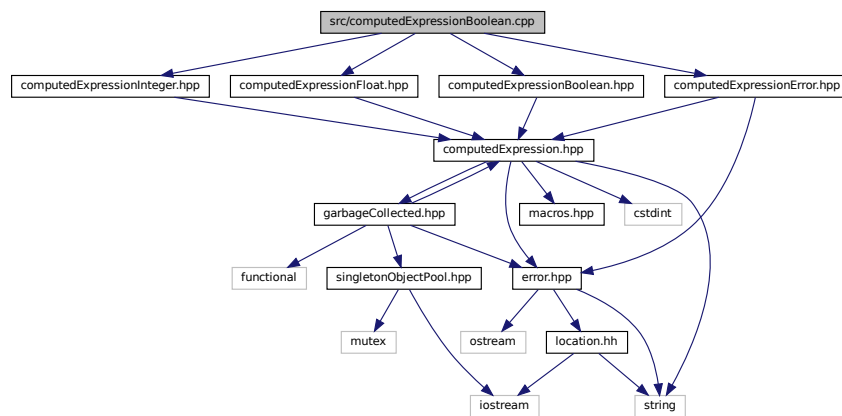 src/computedExpressionBoolean.cpp
computedExpressionInteger.hpp
computedExpressionFloat.hpp
computedExpressionBoolean.hpp
computedExpressionError.hpp
computedExpression.hpp
garbageCollected.hpp
macros.hpp
cstdint
functional
singletonObjectPool.hpp
error.hpp
mutex
ostream
location.hh
iostream
string